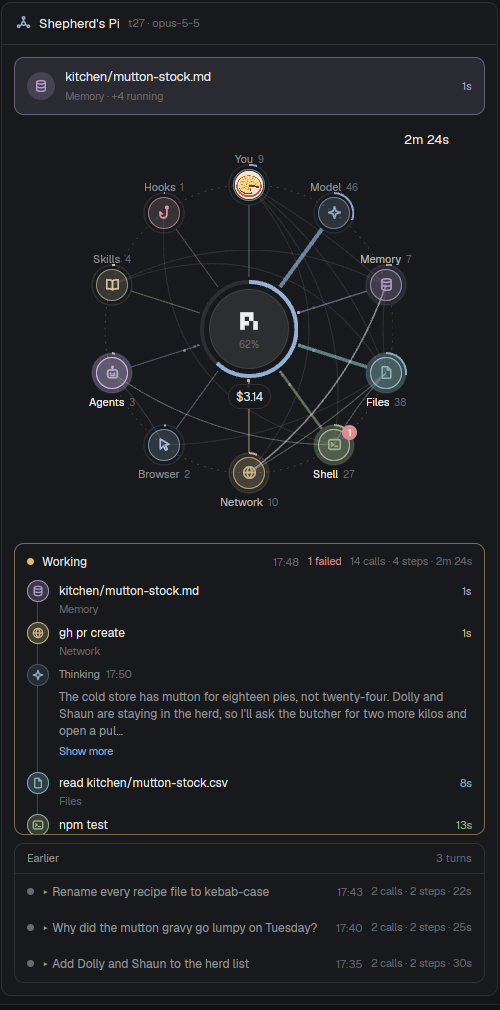 Shepherd's Pi t27 · opus-5-5
kitchen/mutton-stock.md
1s
Memory · +4 running
2m 24s
You 9
Hooks 1
Model 46
Skills 4
Memory 7
62%
$3.14
Agents 3
Files 38
1
Browser 2
Shell 27
Network 10
Working 17:48 1 failed 14 calls · 4 steps · 2m 24s
kitchen/mutton-stock.md 1s
Memory
gh pr create 1s
Network
Thinking 17:50
The cold store has mutton for eighteen pies, not twenty-four. Dolly and
Shaun are staying in the herd, so I'll ask the butcher for two more kilos and
open a pul…
Show more
read kitchen/mutton-stock.csv 8s
Files
npm test 13s
Earlier 3 turns
Rename every recipe file to kebab-case 17:43 2 calls · 2 steps · 22s
Why did the mutton gravy go lumpy on Tuesday? 17:40 2 calls · 2 steps · 25s
Add Dolly and Shaun to the herd list 17:35 2 calls · 2 steps · 30s